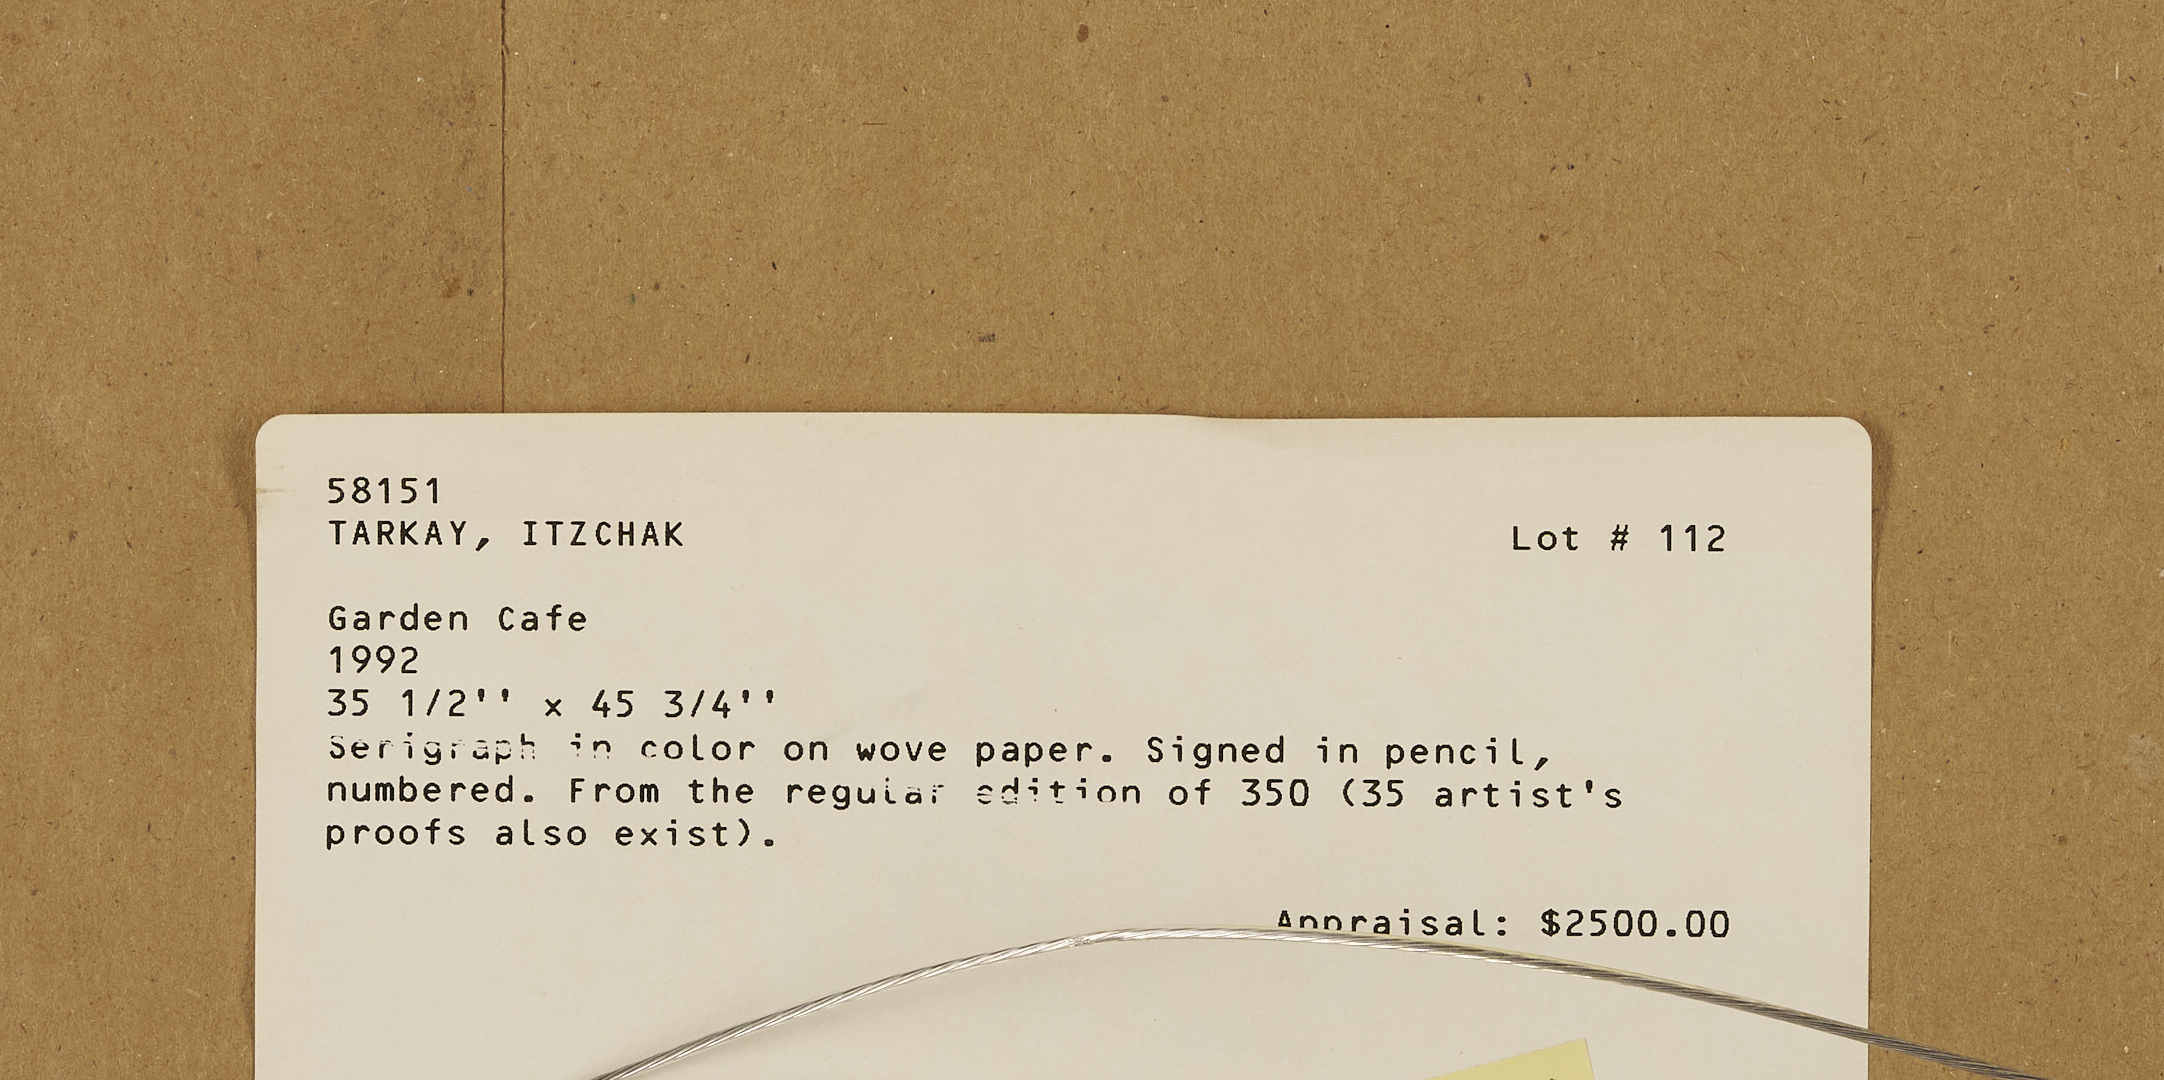 58151
TARKAY, ITZCHAK
Lot # 112
Garden Cafe
1992
35 1/2'' x 45 3/4''
Serigraph in color on wove paper. Signed in pencil,
numbered. From the regular edition of 350 (35 artist's
proofs also exist).
Appraisal: $2500.00